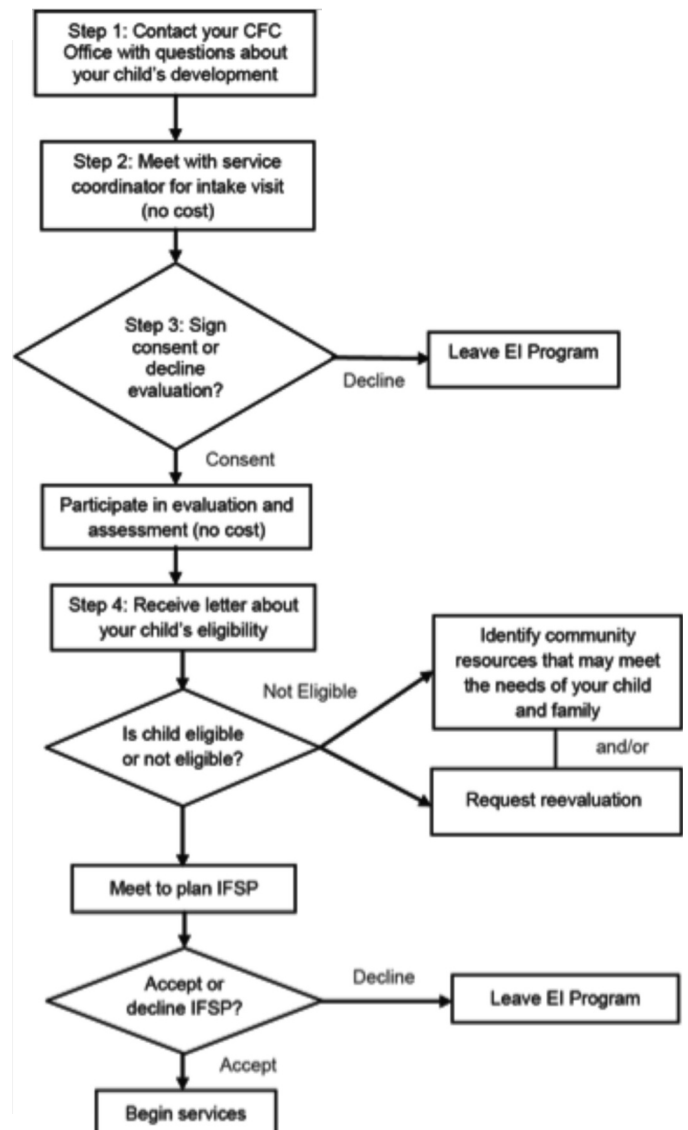 Step 1: Contact your CFC
Office with questions about
your child's development
Step 2: Meet with service
coordinator for intake visit
(no cost)
Step 3: Sign
consent or
decline
evaluation?
Decline
Leave EI Program
Consent
Participate in evaluation and
assessment (no cost)
Step 4: Receive letter about
your child's eligibility
Is child eligible
or not eligible?
Not Eligible
Identify community
resources that may meet
the needs of your child
and family
and/or
Request reevaluation
Meet to plan IFSP
Accept or
decline IFSP?
Decline
Leave EI Program
Accept
Begin services